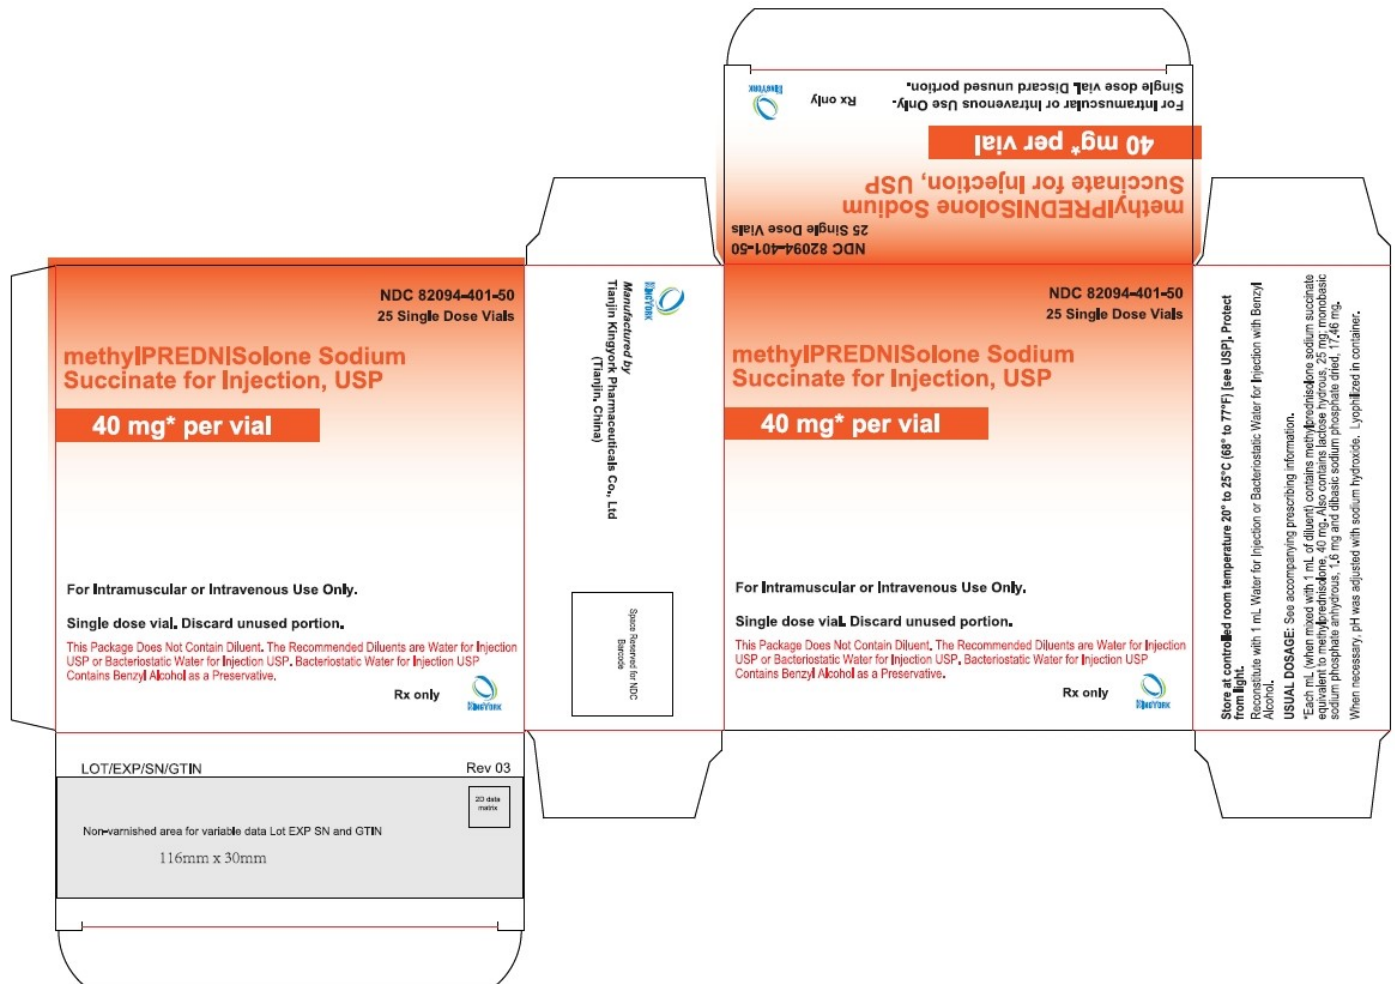 KINGYORK
Rx only
For Intramuscular or Intravenous Use Only.
Single dose vial. Discard unused portion.
40 mg* per vial
methylPREDNISolone Sodium
Succinate for Injection, USP
25 Single Dose Vials
NDC 82094-401-50
NDC 82094-401-50
25 Single Dose Vials
methylPREDNISolone Sodium
Succinate for Injection, USP
40 mg* per vial
For Intramuscular or Intravenous Use Only.
Single dose vial. Discard unused portion.
This Package Does Not Contain Diluent. The Recommended Diluents are Water for Injection
USP or Bacteriostatic Water for Injection USP. Bacteriostatic Water for Injection USP
Contains Benzyl Alcohol as a Preservative.
Rx only
KINGYORK
LOT/EXP/SN/GTIN
Rev 03
2D data
matrix
Non-varnished area for variable data Lot EXP SN and GTIN
116mm x 30mm
KINGYORK
Manufactured by
Tianjin Kingyork Pharmaceuticals Co., Ltd
(Tianjin, China)
Space Reserved for NDC
Barcode
NDC 82094-401-50
25 Single Dose Vials
methylPREDNISolone Sodium
Succinate for Injection, USP
40 mg* per vial
For Intramuscular or Intravenous Use Only.
Single dose vial. Discard unused portion.
This Package Does Not Contain Diluent. The Recommended Diluents are Water for Injection
USP or Bacteriostatic Water for Injection USP. Bacteriostatic Water for Injection USP
Contains Benzyl Alcohol as a Preservative.
Rx only
KINGYORK
Store at controlled room temperature 20° to 25°C (68° to 77°F) [see USP]. Protect
from light.
Reconstitute with 1 mL Water for Injection or Bacteriostatic Water for Injection with Benzyl
Alcohol.
USUAL DOSAGE: See accompanying prescribing information.
*Each mL (when mixed with 1 mL of diluent) contains methylprednisolone sodium succinate
equivalent to methylprednisolone, 40 mg. Also contains lactose hydrous, 25 mg; monobasic
sodium phosphate anhydrous, 1.6 mg and dibasic sodium phosphate dried, 17.46 mg.
When necessary, pH was adjusted with sodium hydroxide. Lyophilized in container.